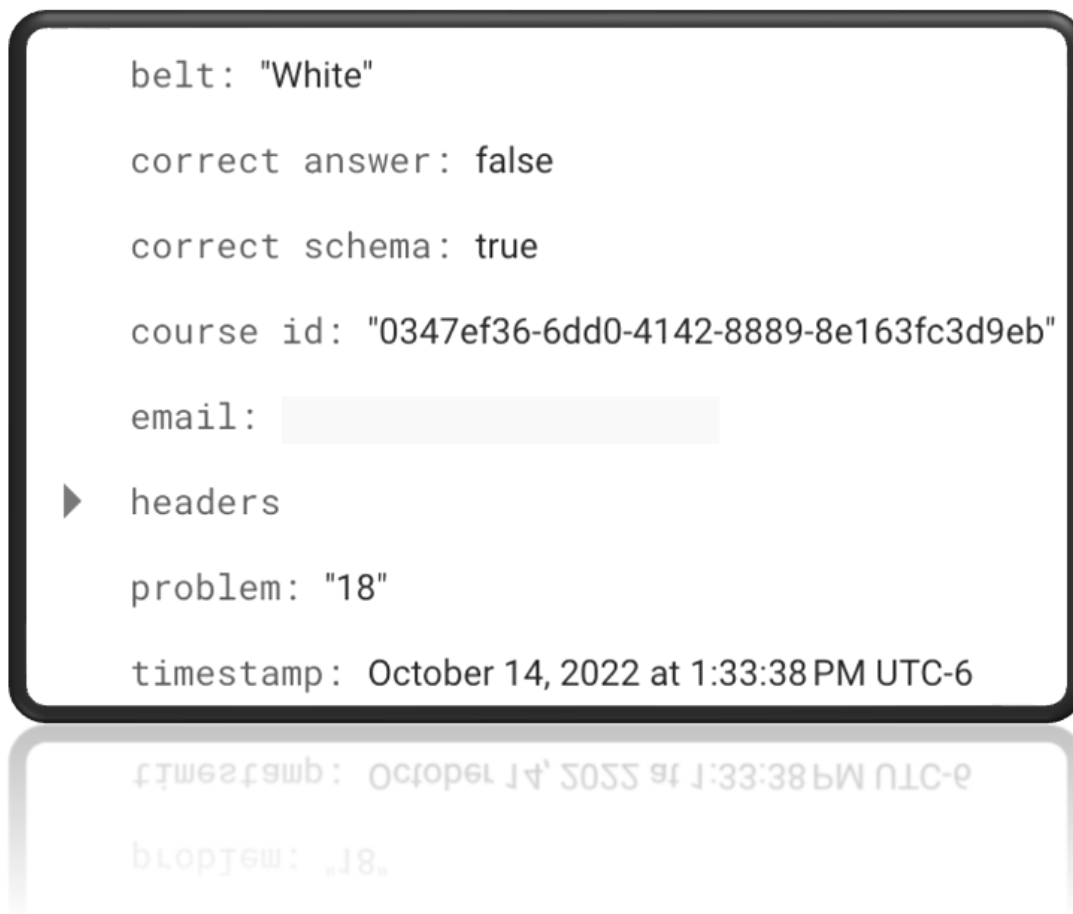 belt: "White"
correct answer: false
correct schema: true
course id: "0347ef36-6dd0-4142-8889-8e163fc3d9eb"
email:
headers
problem: "18"
timestamp: October 14, 2022 at 1:33:38 PM UTC-6
timestamp: October 14, 2022 at 1:33:38 PM UTC-6
problem: "18"